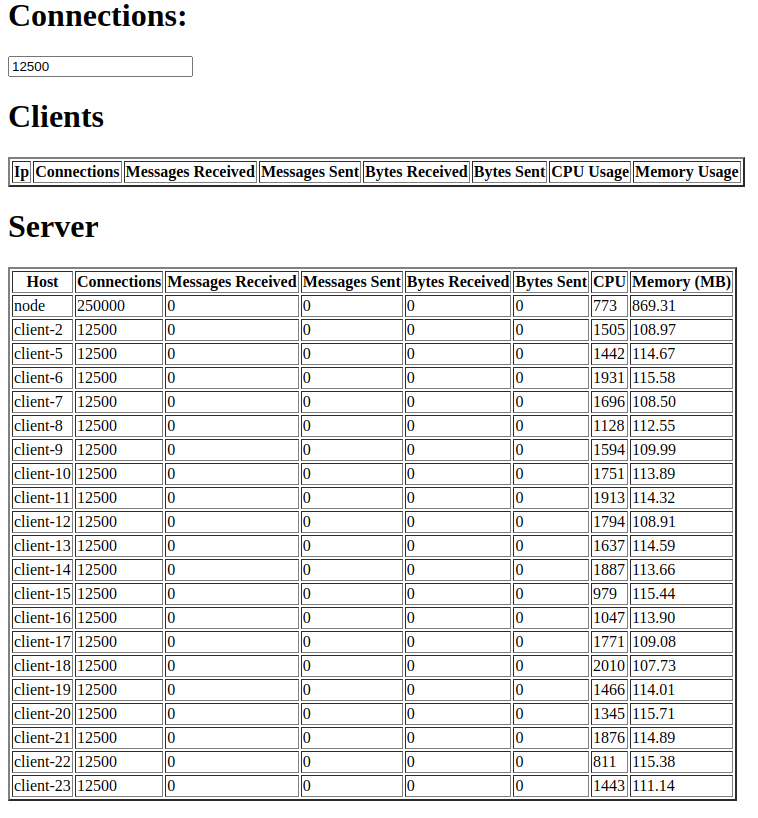 Connections:
12500
Clients
Ip Connections Messages Received Messages Sent Bytes Received Bytes Sent CPU Usage Memory Usage
Server
Host Connections Messages Received Messages Sent Bytes Received Bytes Sent CPU Memory (MB)
node 250000 0 0 0 0 773 869.31
client-2 12500 0 0 0 0 1505 108.97
client-5 12500 0 0 0 0 1442 114.67
client-6 12500 0 0 0 0 1931 115.58
client-7 12500 0 0 0 0 1696 108.50
client-8 12500 0 0 0 0 1128 112.55
client-9 12500 0 0 0 0 1594 109.99
client-10 12500 0 0 0 0 1751 113.89
client-11 12500 0 0 0 0 1913 114.32
client-12 12500 0 0 0 0 1794 108.91
client-13 12500 0 0 0 0 1637 114.59
client-14 12500 0 0 0 0 1887 113.66
client-15 12500 0 0 0 0 979 115.44
client-16 12500 0 0 0 0 1047 113.90
client-17 12500 0 0 0 0 1771 109.08
client-18 12500 0 0 0 0 2010 107.73
client-19 12500 0 0 0 0 1466 114.01
client-20 12500 0 0 0 0 1345 115.71
client-21 12500 0 0 0 0 1876 114.89
client-22 12500 0 0 0 0 811 115.38
client-23 12500 0 0 0 0 1443 111.14